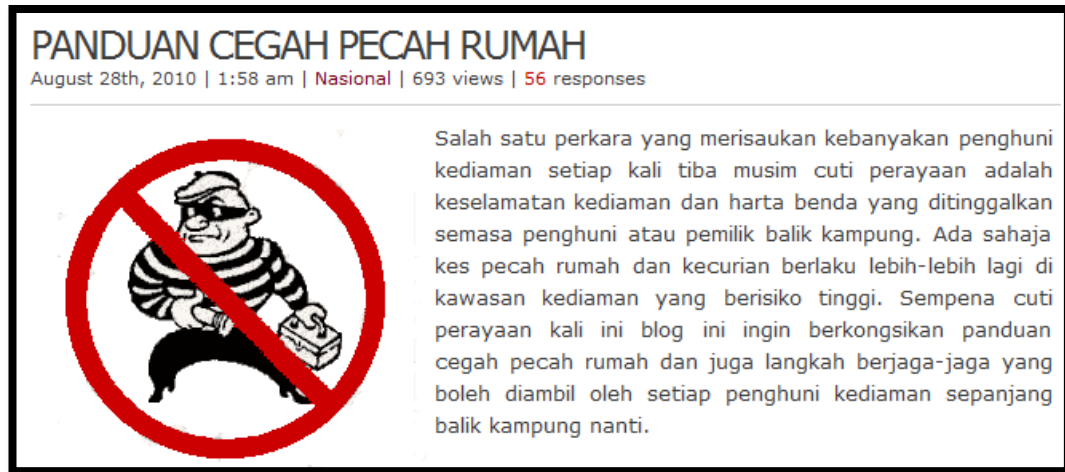 PANDUAN CEGAH PECAH RUMAH
August 28th, 2010 | 1:58 am | Nasional | 693 views | 56 responses
Salah satu perkara yang merisaukan kebanyakan penghuni
kediaman setiap kali tiba musim cuti perayaan adalah
keselamatan kediaman dan harta benda yang ditinggalkan
semasa penghuni atau pemilik balik kampung. Ada sahaja
kes pecah rumah dan kecurian berlaku lebih-lebih lagi di
kawasan kediaman yang berisiko tinggi. Sempena cuti
perayaan kali ini blog ini ingin berkongsikan panduan
cegah pecah rumah dan juga langkah berjaga-jaga yang
boleh diambil oleh setiap penghuni kediaman sepanjang
balik kampung nanti.